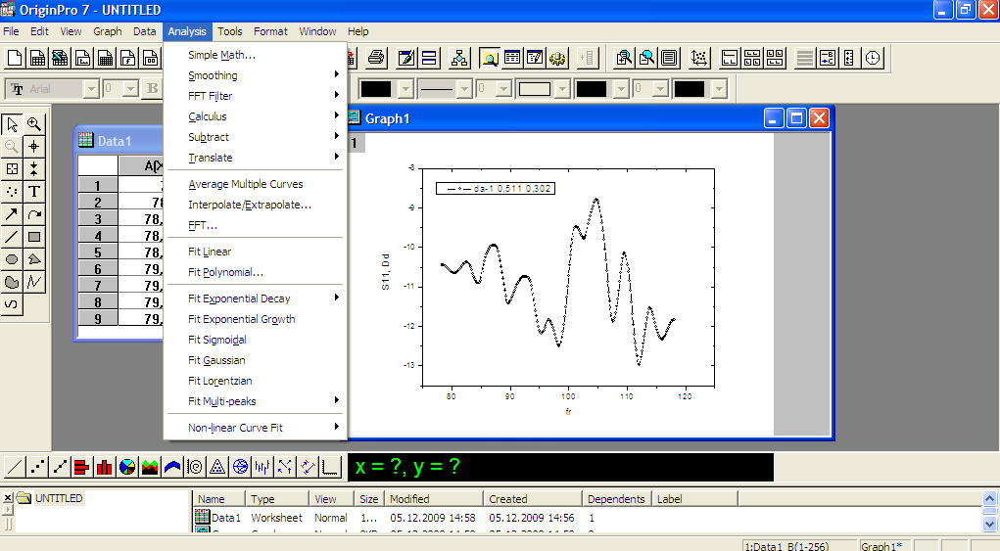 OriginPro 7 - UNTITLED
File Edit View Graph Data Analysis Tools Format Window Help
Arial 0 B 0 0
Simple Math...
Smoothing
FFT Filter
Calculus
Subtract
Translate
Average Multiple Curves
Interpolate/Extrapolate...
FFT...
Fit Linear
Fit Polynomial...
Fit Exponential Decay
Fit Exponential Growth
Fit Sigmoidal
Fit Gaussian
Fit Lorentzian
Fit Multi-peaks
Non-linear Curve Fit
T
Data1
A(X
1
2 78
3 78,
4 78,
5 78,
6 78,
7 79,
8 79,
9 79,
Graph1
1
da-1 0,511 0,302
-8
-9
-10
-11
-12
-13
S11, Dd
80 90 100 110 120
fr
x = ?, y = ?
UNTITLED
Name Type View Size Modified Created Dependents Label
Data1 Worksheet Normal 1... 05.12.2009 14:58 05.12.2009 14:56 1
1:Data1_B(1-256) Graph1*